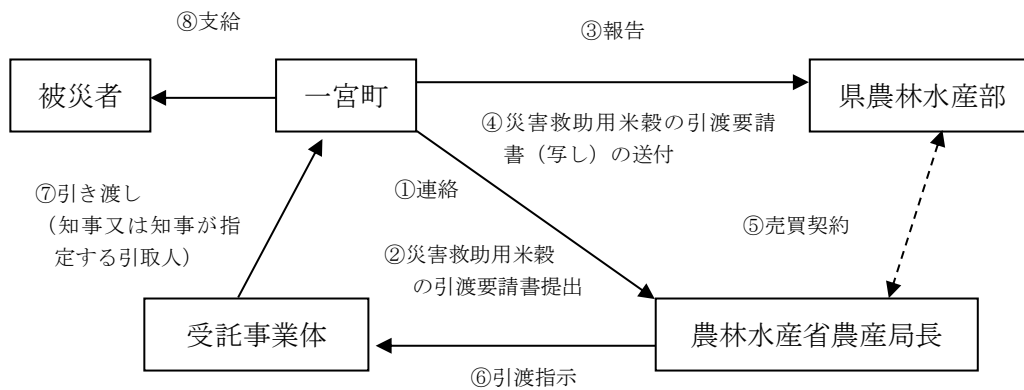 ⑧支給
③報告
被災者
一宮町
県農林水産部
④災害救助用米穀の引渡要請
書（写し）の送付
⑦引き渡し
（知事又は知事が指
定する引取人）
①連絡
⑤売買契約
②災害救助用米穀
の引渡要請書提出
受託事業体
農林水産省農産局長
⑥引渡指示